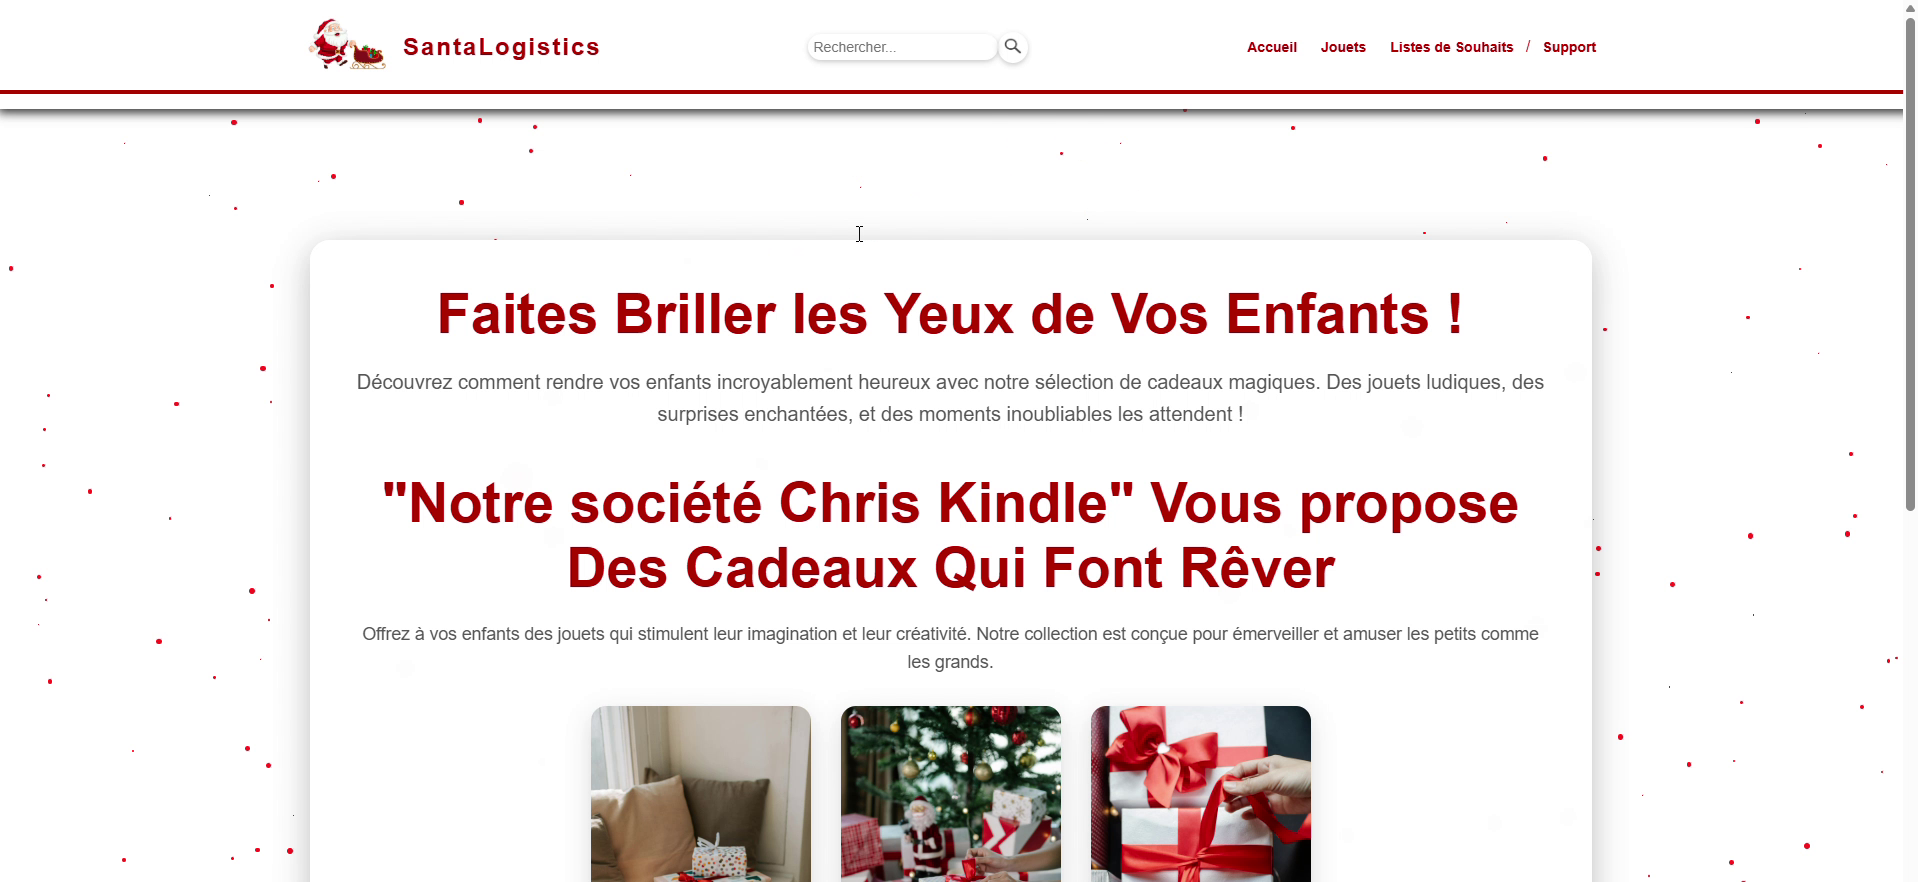 SantaLogistics
Rechercher...
Accueil Jouets Listes de Souhaits / Support
Faites Briller les Yeux de Vos Enfants !
Découvrez comment rendre vos enfants incroyablement heureux avec notre sélection de cadeaux magiques. Des jouets ludiques, des
surprises enchantées, et des moments inoubliables les attendent !
"Notre société Chris Kindle" Vous propose
Des Cadeaux Qui Font Rêver
Offrez à vos enfants des jouets qui stimulent leur imagination et leur créativité. Notre collection est conçue pour émerveiller et amuser les petits comme
les grands.